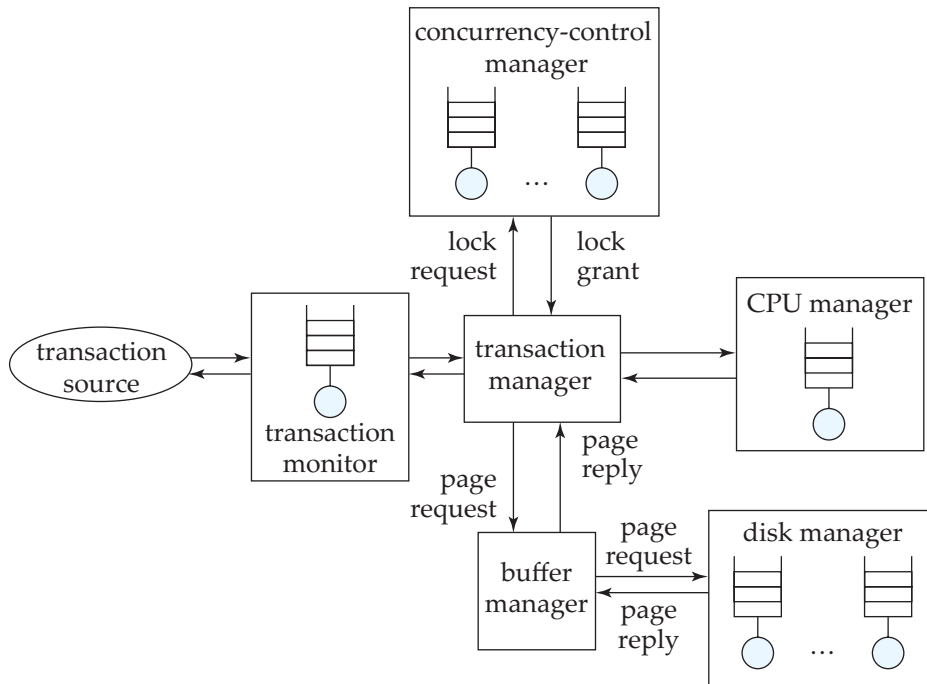 concurrency-control
manager
...
lock
request
lock
grant
CPU manager
transaction
source
transaction
monitor
transaction
manager
page
request
page
reply
buffer
manager
page
request
page
reply
disk manager
...